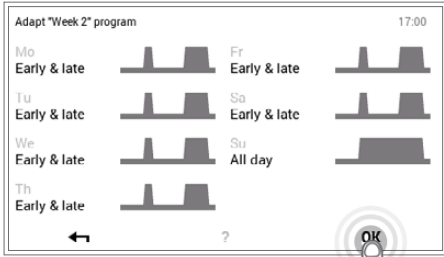 Adapt "Week 2" program 17:00
Mo
Early & late
Tu
Early & late
We
Early & late
Th
Early & late
Fr
Early & late
Sa
Early & late
Su
All day
? OK